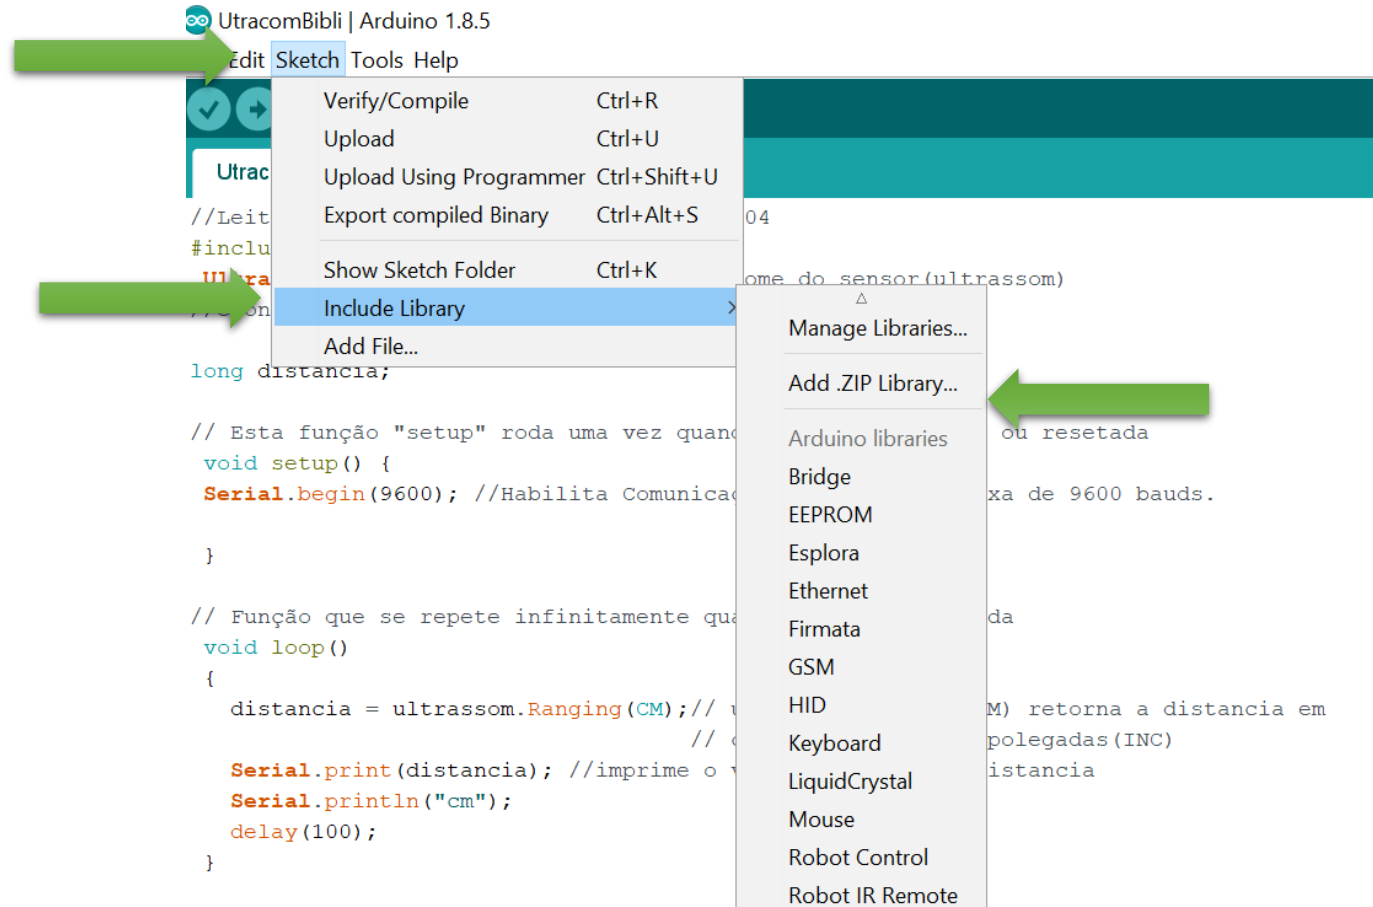 UtracomBibli | Arduino 1.8.5
Edit Sketch Tools Help
Verify/Compile Ctrl+R
Upload Ctrl+U
Upload Using Programmer Ctrl+Shift+U
Export compiled Binary Ctrl+Alt+S
Show Sketch Folder Ctrl+K
Include Library
Add File...
Manage Libraries...
Add .ZIP Library...
Arduino libraries
Bridge
EEPROM
Esplora
Ethernet
Firmata
GSM
HID
Keyboard
LiquidCrystal
Mouse
Robot Control
Robot IR Remote
Utrac
//Leit 04
#inclu
ome do sensor(ultrassom)
long distancia;
// Esta função "setup" roda uma vez quand ou resetada
void setup() {
Serial.begin(9600); //Habilita Comunicaç xa de 9600 bauds.
}
// Função que se repete infinitamente qua da
void loop()
{
distancia = ultrassom.Ranging(CM);// u M) retorna a distancia em
// polegadas(INC)
Serial.print(distancia); //imprime o v istancia
Serial.println("cm");
delay(100);
}